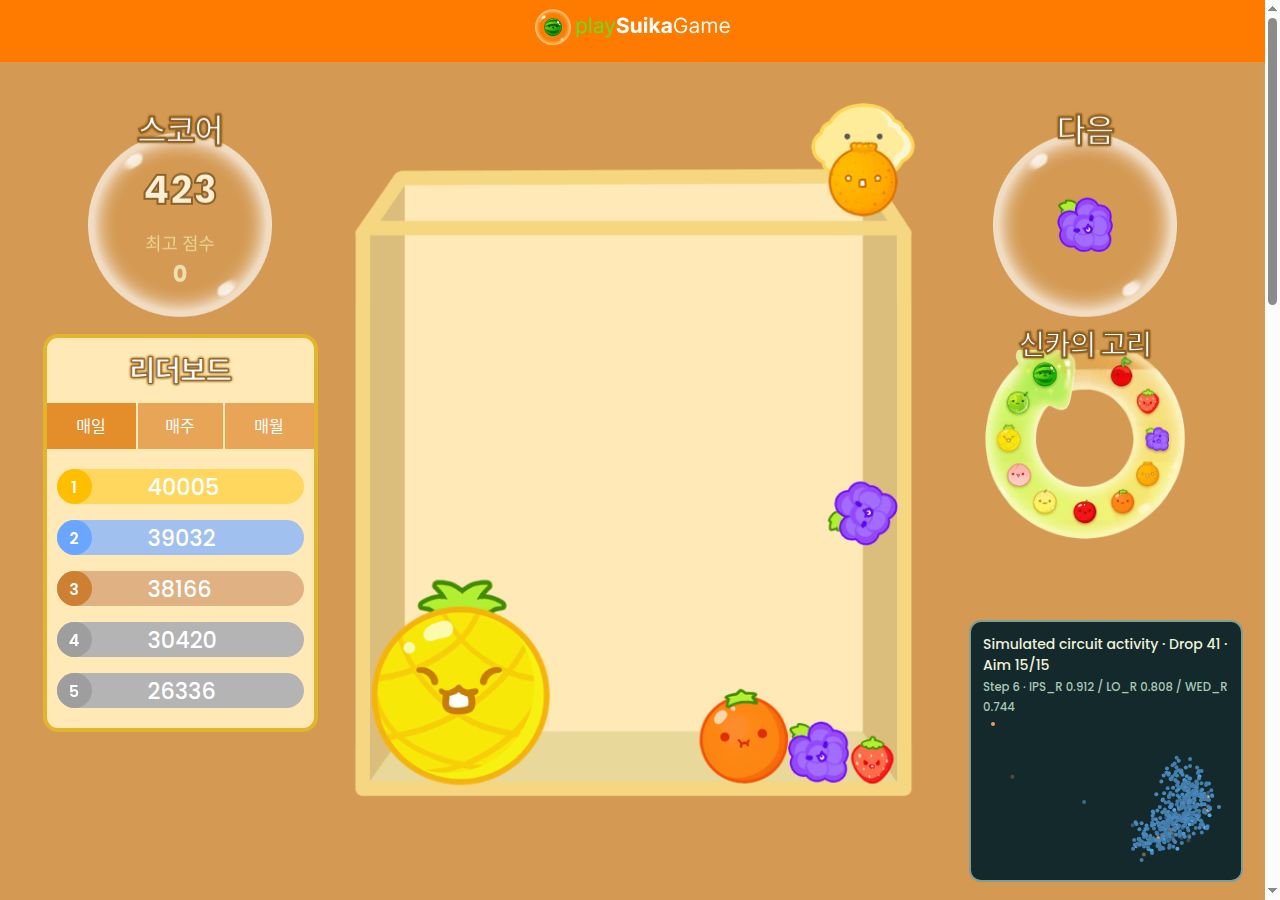 playSuikaGame
스코어
423
최고 점수
0
다음
신카의 고리
리더보드
매일 매주 매월
1 40005
2 39032
3 38166
4 30420
5 26336
Simulated circuit activity · Drop 41 ·
Aim 15/15
Step 6 · IPS_R 0.912 / LO_R 0.808 / WED_R
0.744